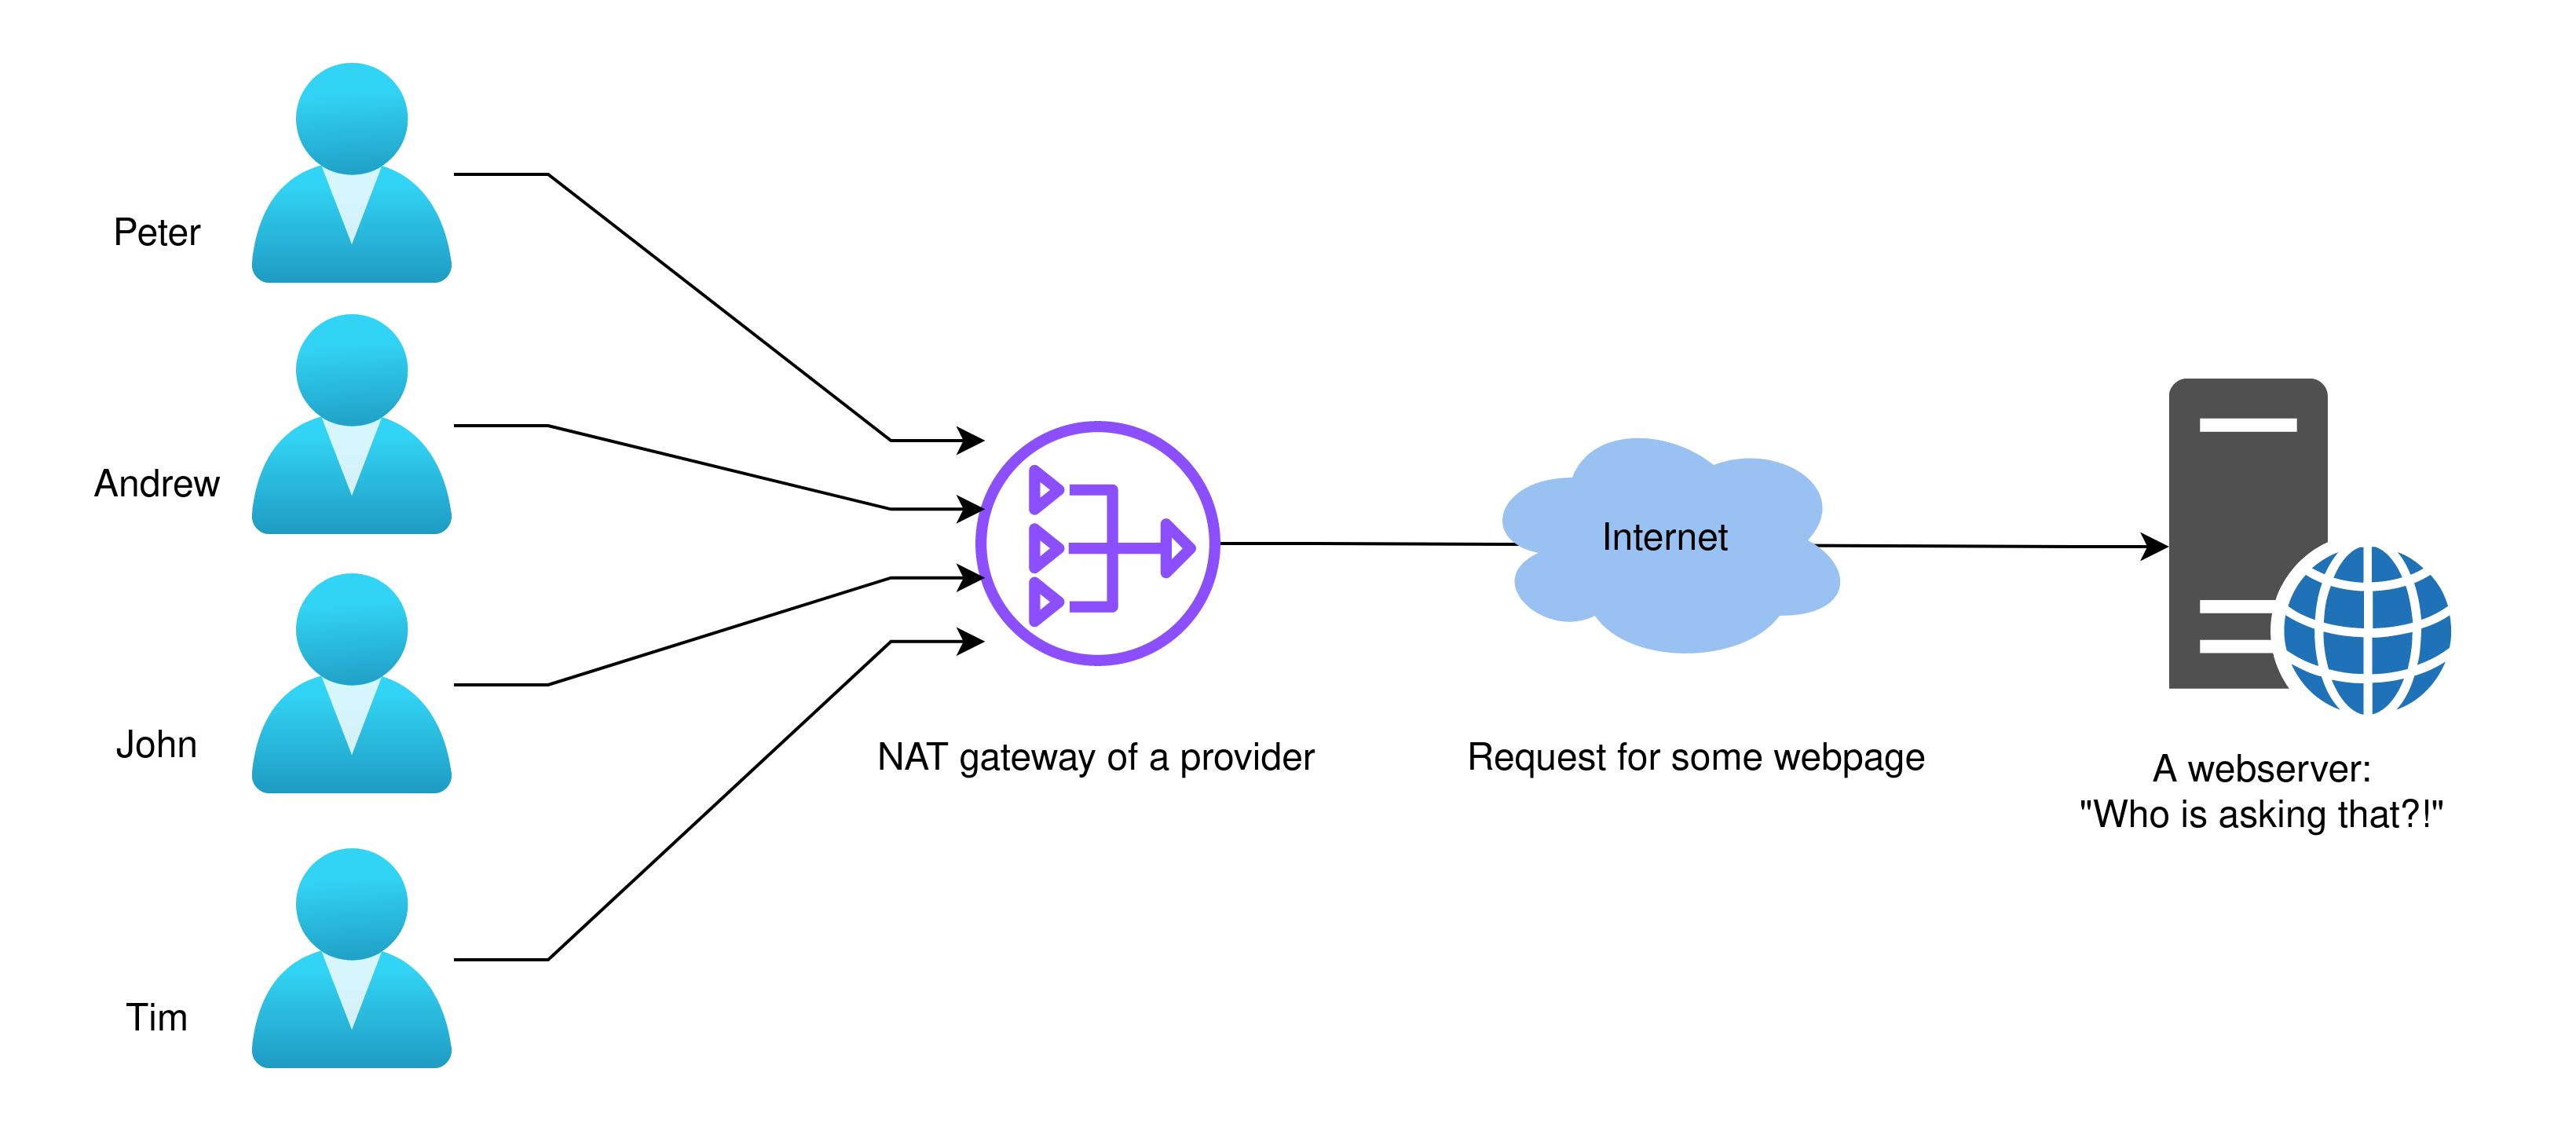 Peter
Andrew
John
Tim
NAT gateway of a provider
Internet
Request for some webpage
A webserver:
"Who is asking that?!"